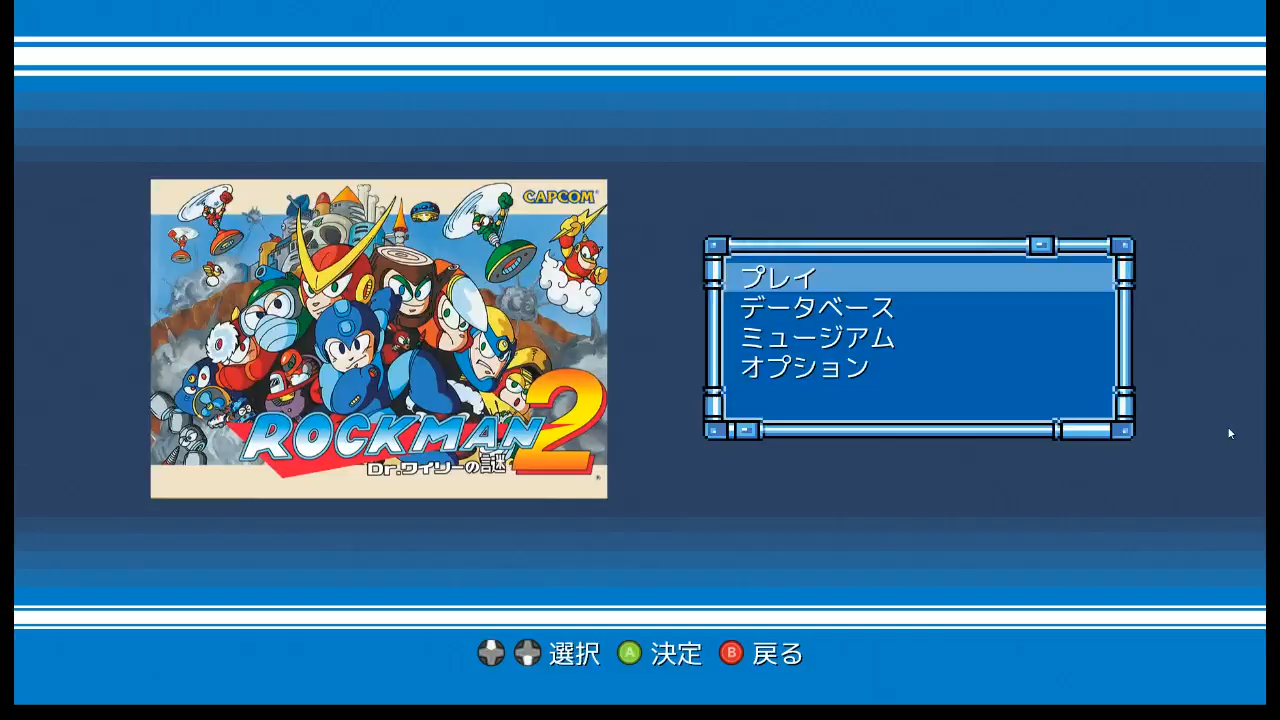 CAPCOM
ROCKMAN 2
Dr.ワイリーの謎
プレイ
データベース
ミュージアム
オプション
選択 A 決定 B 戻る